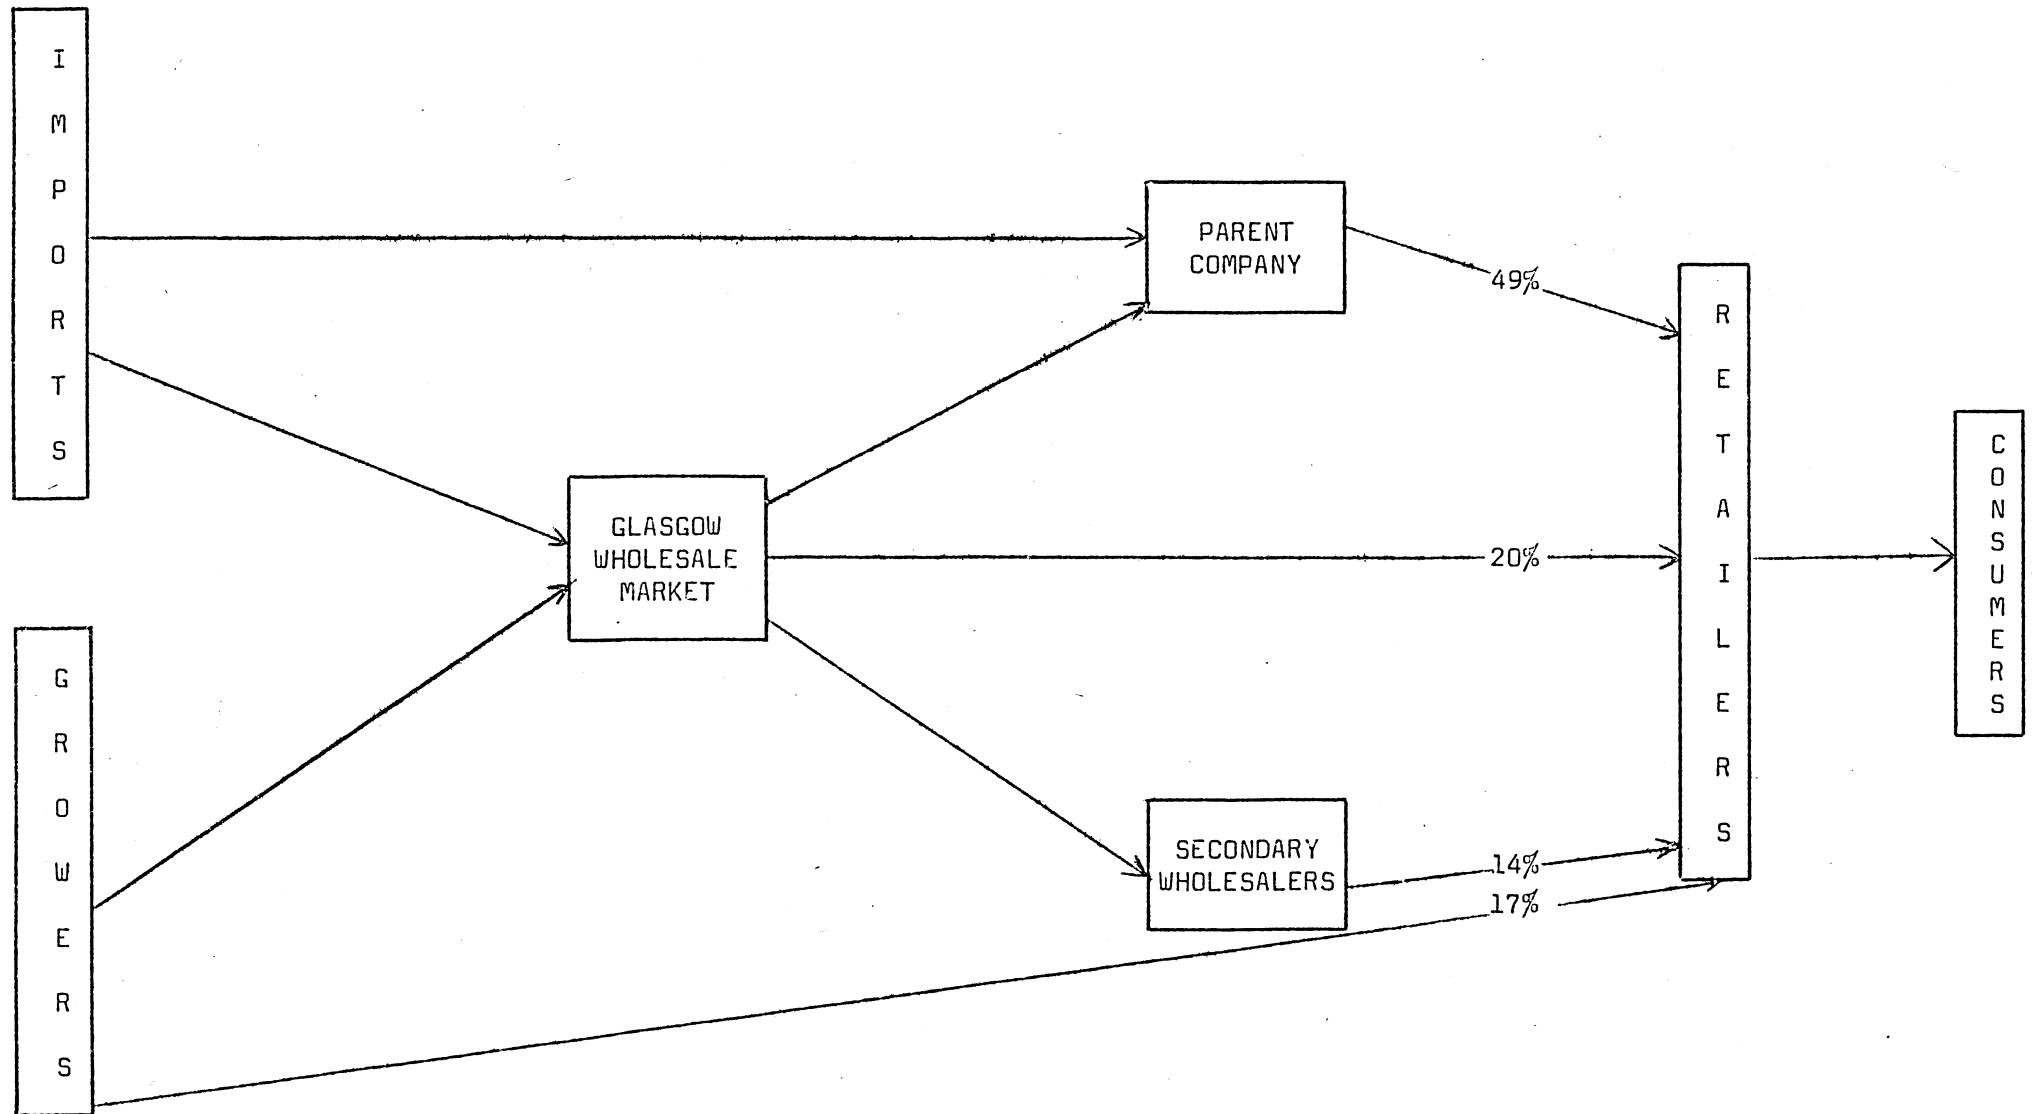 IMPORTS
PARENT
COMPANY
49%
RETAILERS
CONSUMERS
GLASGOW
WHOLESALE
MARKET
20%
GROWERS
SECONDARY
WHOLESALERS
14%
17%